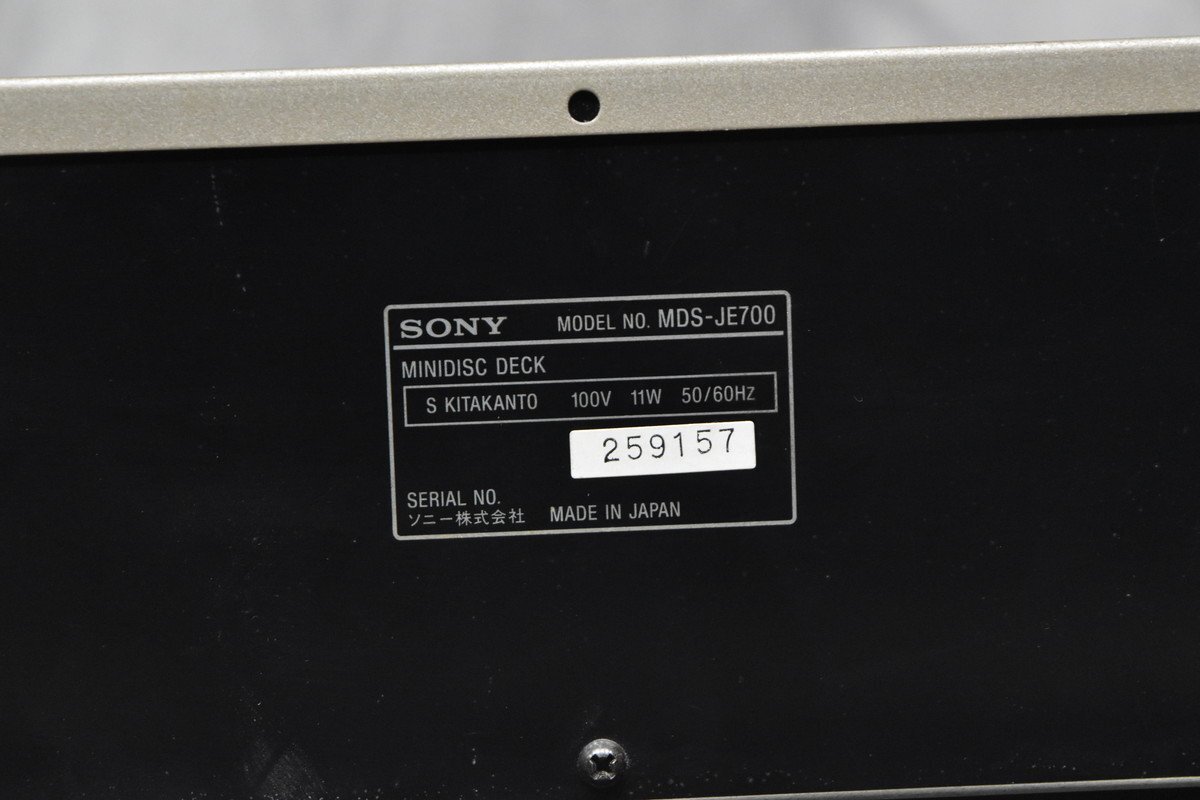 SONY MODEL NO. MDS-JE700
MINIDISC DECK
S KITAKANTO 100V 11W 50/60Hz
259157
SERIAL NO.
ソニー株式会社 MADE IN JAPAN